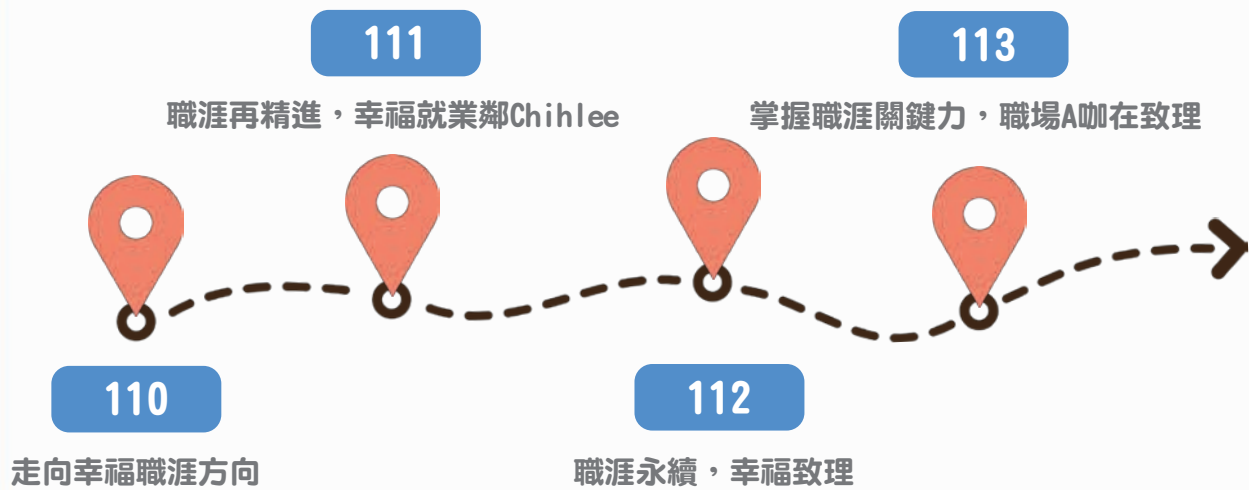 111
職涯再精進，幸福就業鄰Chihlee
113
掌握職涯關鍵力，職場A咖在致理
110
走向幸福職涯方向
112
職涯永續，幸福致理